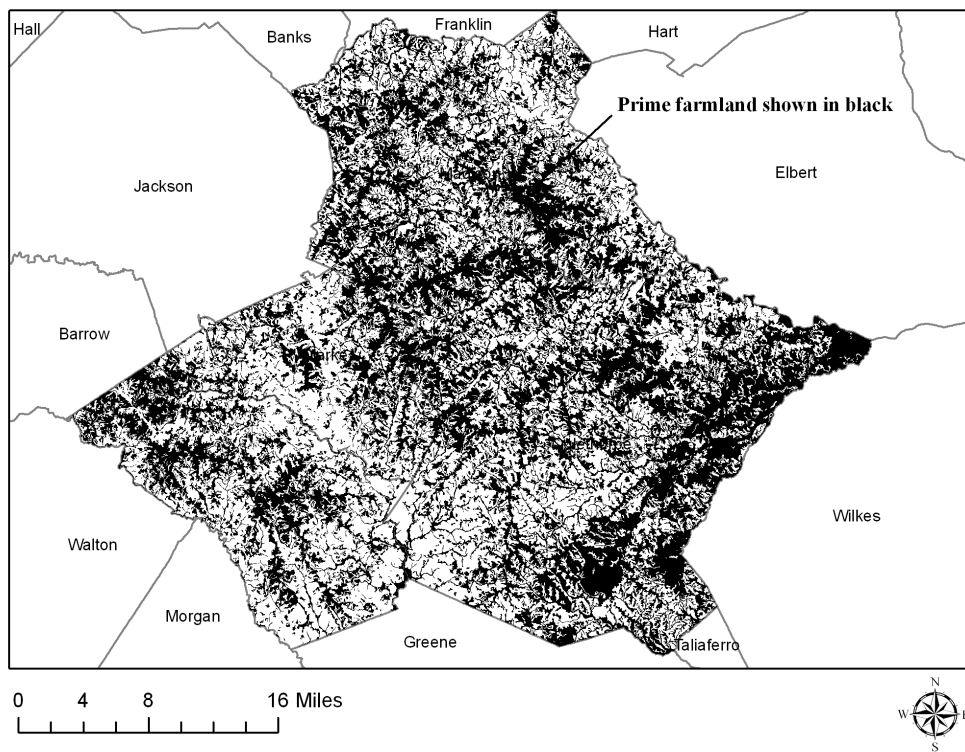 Hall
Banks
Franklin
Hart
Prime farmland shown in black
Jackson
Elbert
Barrow
Wilkes
Walton
Morgan
Greene
Taliaferro
0 4 8 16 Miles
N
W E
S